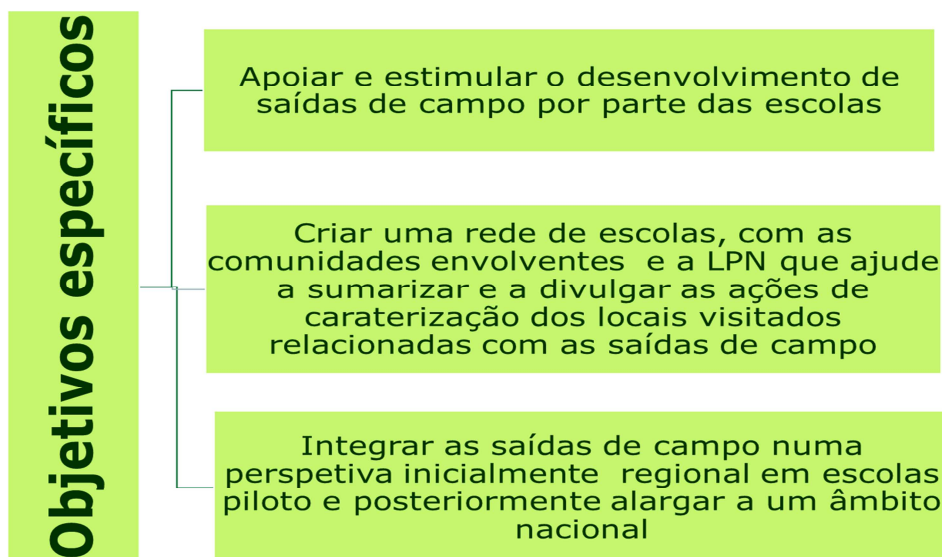 Objetivos específicos
Apoiar e estimular o desenvolvimento de
saídas de campo por parte das escolas
Criar uma rede de escolas, com as
comunidades envolventes e a LPN que ajude
a sumarizar e a divulgar as ações de
caraterização dos locais visitados
relacionadas com as saídas de campo
Integrar as saídas de campo numa
perspetiva inicialmente regional em escolas
piloto e posteriormente alargar a um âmbito
nacional